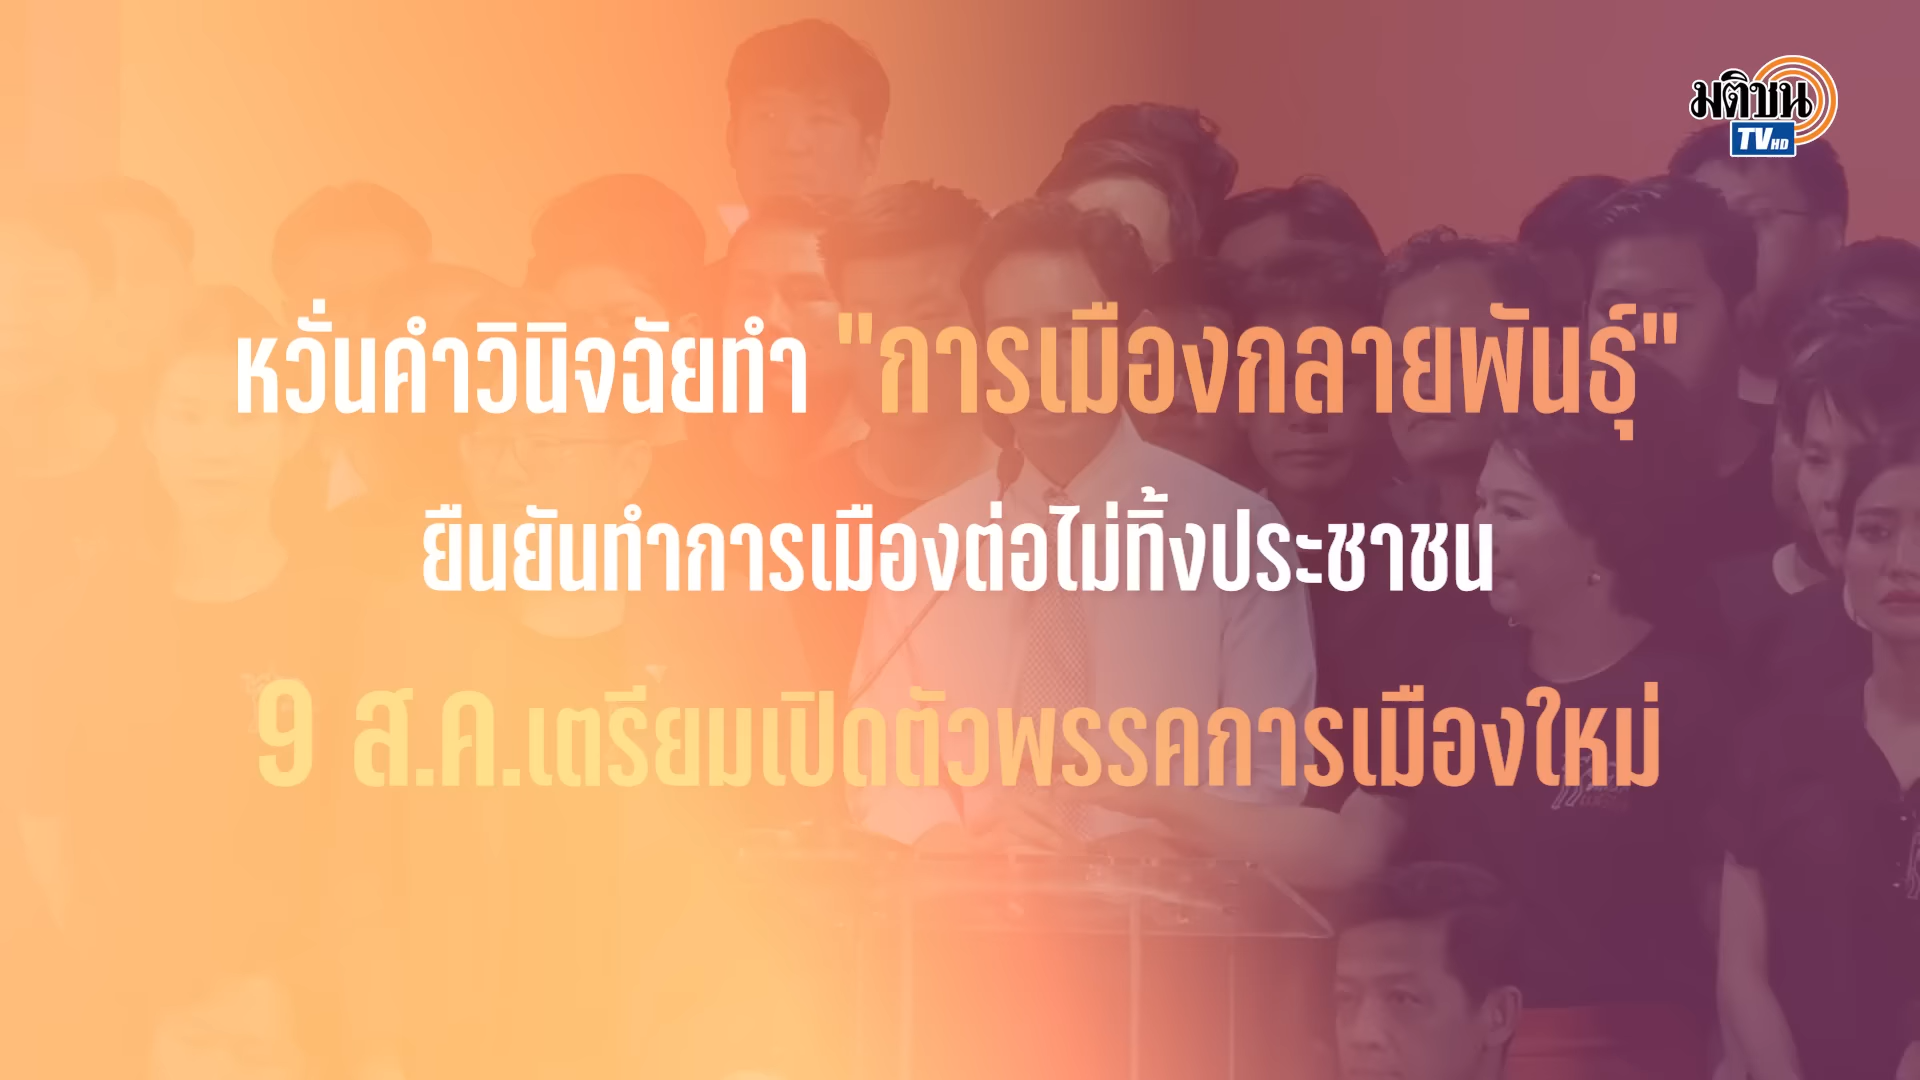 มติชน
TV HD
หวั่นคำวินิจฉัยทำ "การเมืองกลายพันธุ์"
ยืนยันทำการเมืองต่อไม่ทิ้งประชาชน
9 ส.ค.เตรียมเปิดตัวพรรคการเมืองใหม่